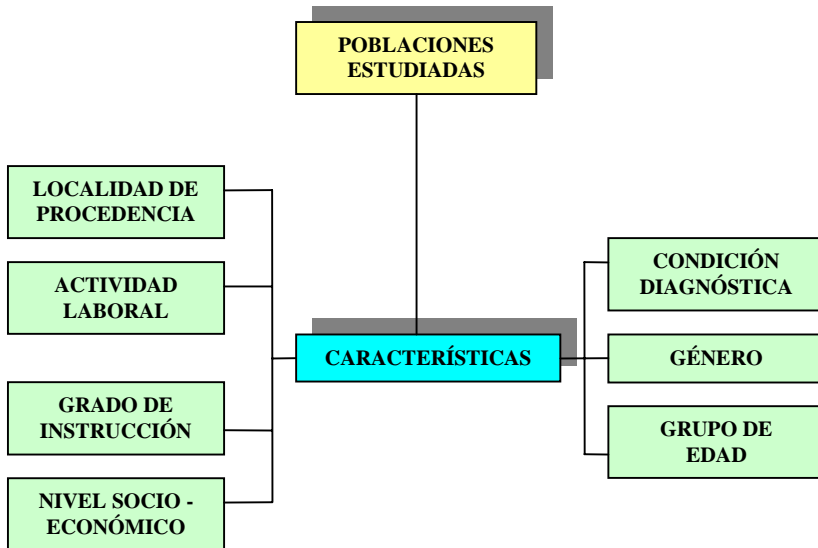 POBLACIONES
ESTUDIADAS
LOCALIDAD DE
PROCEDENCIA
ACTIVIDAD
LABORAL
GRADO DE
INSTRUCCIÓN
NIVEL SOCIO -
ECONÓMICO
CARACTERÍSTICAS
CONDICIÓN
DIAGNÓSTICA
GÉNERO
GRUPO DE
EDAD